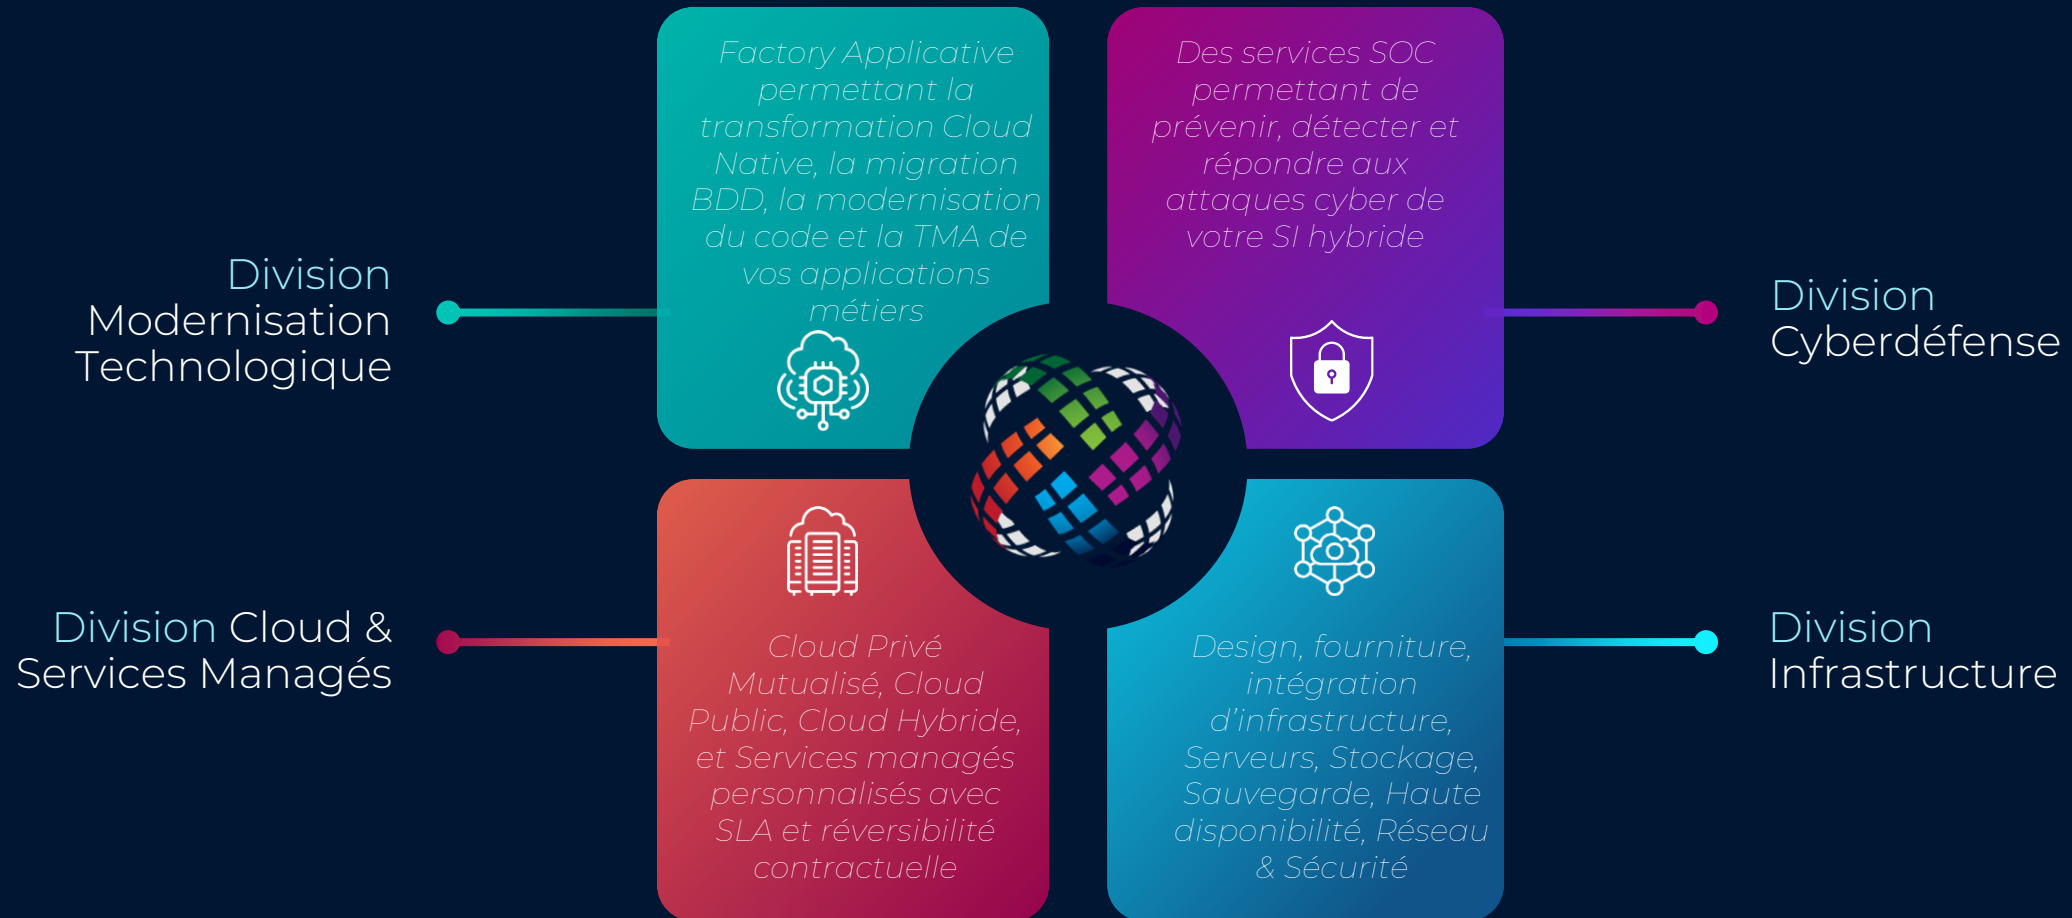 Factory Applicative
permettant la
transformation Cloud
Native, la migration
BDD, la modernisation
du code et la TMA de
vos applications
métiers
Des services SOC
permettant de
prévenir, détecter et
répondre aux
attaques cyber de
votre SI hybride
Division
Modernisation
Technologique
Division
Cyberdéfense
Division Cloud &
Services Managés
Cloud Privé
Mutualisé, Cloud
Public, Cloud Hybride,
et Services managés
personnalisés avec
SLA et réversibilité
contractuelle
Design, fourniture,
intégration
d’infrastructure,
Serveurs, Stockage,
Sauvegarde, Haute
disponibilité, Réseau
& Sécurité
Division
Infrastructure